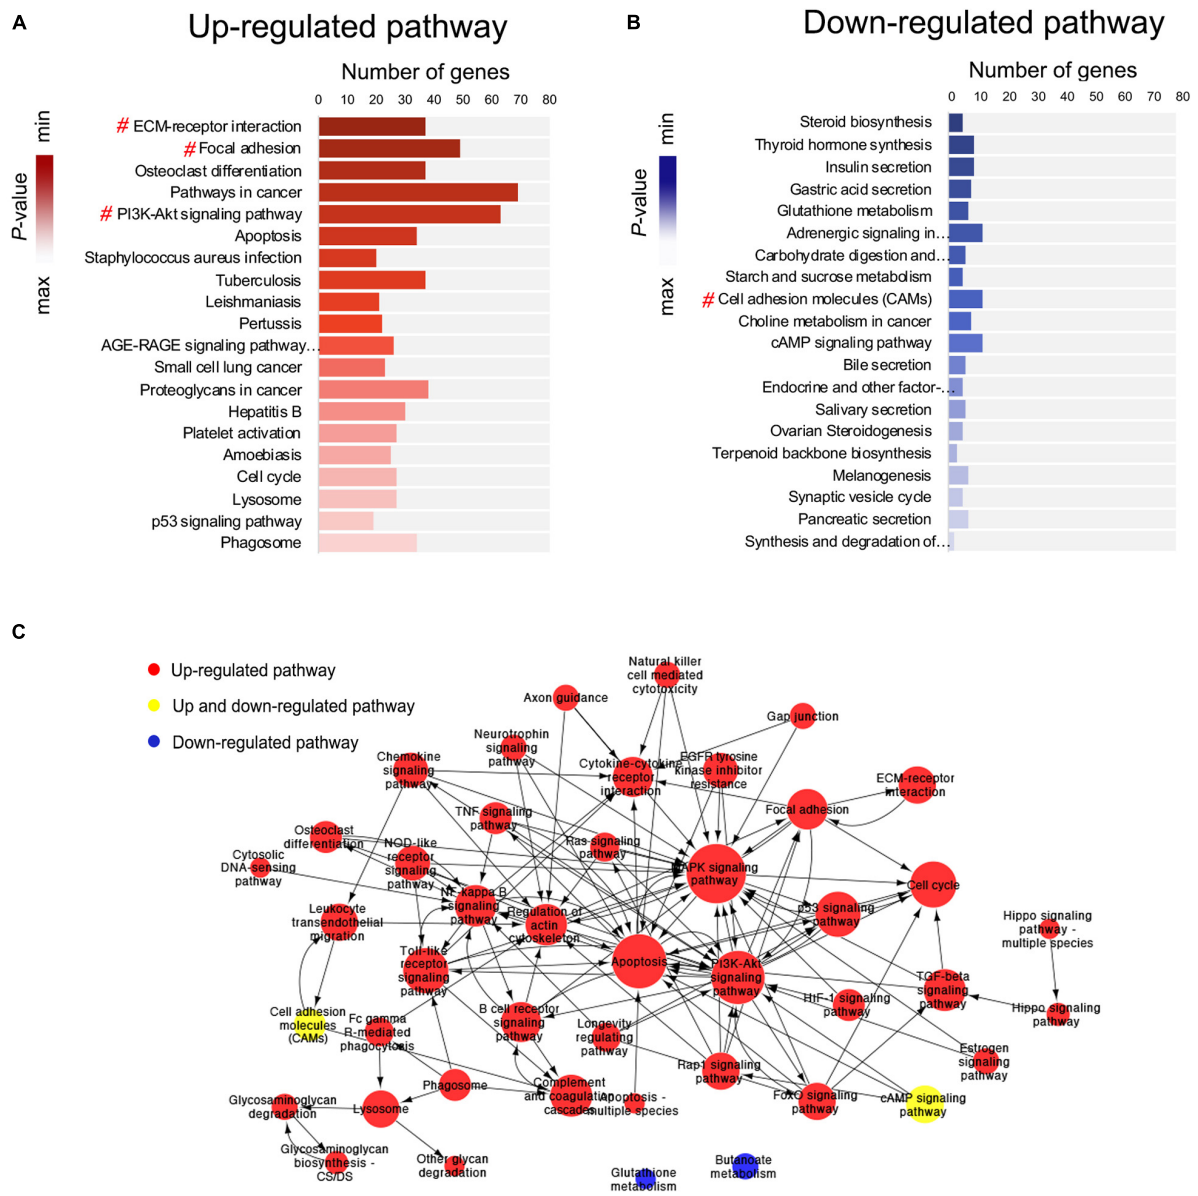 A
Up-regulated pathway
Number of genes
0 10 20 30 40 50 60 70 80
min
P-value
max
# ECM-receptor interaction
# Focal adhesion
Osteoclast differentiation
Pathways in cancer
# PI3K-Akt signaling pathway
Apoptosis
Staphylococcus aureus infection
Tuberculosis
Leishmaniasis
Pertussis
AGE-RAGE signaling pathway...
Small cell lung cancer
Proteoglycans in cancer
Hepatitis B
Platelet activation
Amoebiasis
Cell cycle
Lysosome
p53 signaling pathway
Phagosome
B
Down-regulated pathway
Number of genes
0 10 20 30 40 50 60 70 80
min
P-value
max
Steroid biosynthesis
Thyroid hormone synthesis
Insulin secretion
Gastric acid secretion
Glutathione metabolism
Adrenergic signaling in...
Carbohydrate digestion and...
Starch and sucrose metabolism
# Cell adhesion molecules (CAMs)
Choline metabolism in cancer
cAMP signaling pathway
Bile secretion
Endocrine and other factor-...
Salivary secretion
Ovarian Steroidogenesis
Terpenoid backbone biosynthesis
Melanogenesis
Synaptic vesicle cycle
Pancreatic secretion
Synthesis and degradation of...
C
Up-regulated pathway
Up and down-regulated pathway
Down-regulated pathway
Natural killer
cell mediated
cytotoxicity
Axon guidance
Gap junction
Neurotrophin
signaling
pathway
Chemokine
signaling
pathway
Cytokine-cytokine
receptor
interaction
EGFR tyrosine
kinase inhibitor
resistance
ECM-receptor
interaction
Focal adhesion
TNF signaling
pathway
Osteoclast
differentiation
NOD-like
receptor
signaling
pathway
Ras signaling
pathway
Cytosolic
DNA-sensing
pathway
MAPK signaling
pathway
Cell cycle
NF-kappa B
signaling
pathway
Regulation of
actin
cytoskeleton
p53 signaling
pathway
Leukocyte
transendothelial
migration
Hippo signaling
pathway -
multiple species
Toll-like
receptor
signaling
pathway
Apoptosis
PI3K-Akt
signaling
pathway
TGF-beta
signaling
pathway
HIF-1 signaling
pathway
Hippo signaling
pathway
Cell adhesion
molecules
(CAMs)
Fc gamma
R-mediated
phagocytosis
B cell receptor
signaling
pathway
Longevity
regulating
pathway
Estrogen
signaling
pathway
Rap1 signaling
pathway
Phagosome
Complement
and coagulation
cascades
Apoptosis -
multiple species
FoxO signaling
pathway
cAMP signaling
pathway
Glycosaminoglycan
degradation
Lysosome
Glycosaminoglycan
biosynthesis -
CS/DS
Other glycan
degradation
Glutathione
metabolism
Butanoate
metabolism